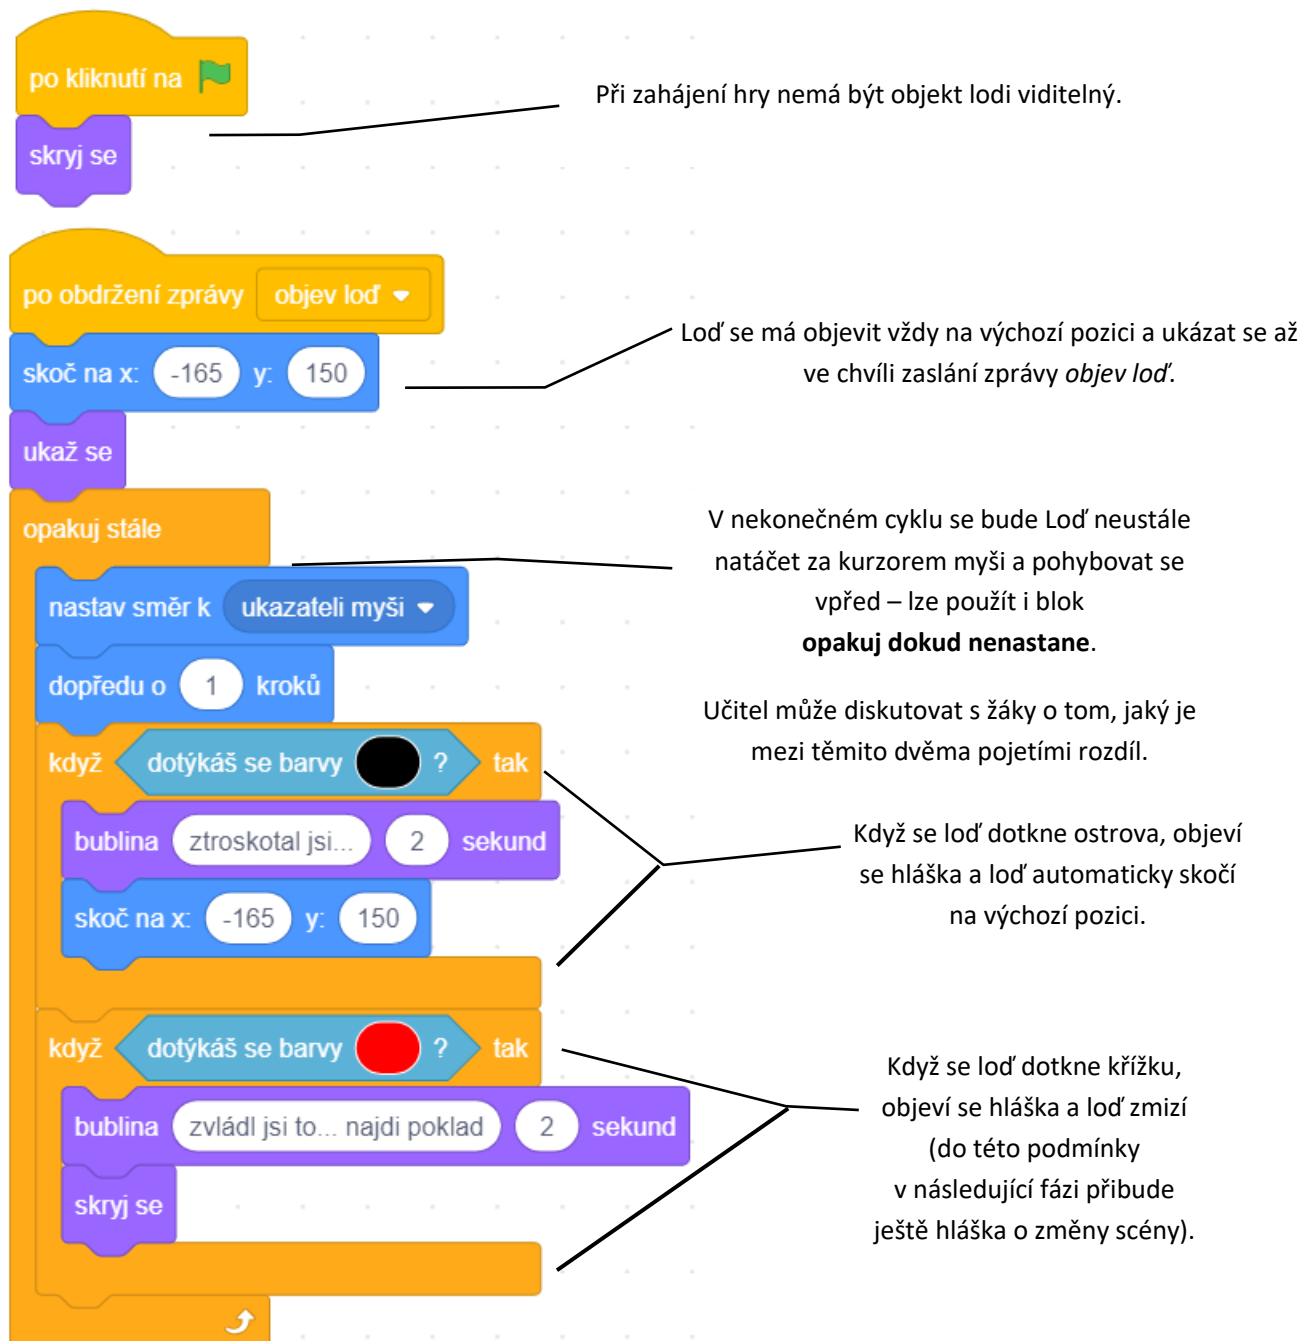 po kliknutí na
skryj se
Při zahájení hry nemá být objekt lodi viditelný.
po obdržení zprávy objev loď
skoč na x: -165 y: 150
ukaž se
Loď se má objevit vždy na výchozí pozici a ukázat se až
ve chvíli zaslání zprávy objev loď.
opakuj stále
nastav směr k ukazateli myši
dopředu o 1 kroků
V nekonečném cyklu se bude Loď neustále
natáčet za kurzorem myši a pohybovat se
vpřed – lze použít i blok
opakuj dokud nenastane.
Učitel může diskutovat s žáky o tom, jaký je
mezi těmito dvěma pojetími rozdíl.
když dotýkáš se barvy ? tak
bublina ztroskotal jsi... 2 sekund
skoč na x: -165 y: 150
Když se loď dotkne ostrova, objeví
se hláška a loď automaticky skočí
na výchozí pozici.
když dotýkáš se barvy ? tak
bublina zvládl jsi to... najdi poklad 2 sekund
skryj se
Když se loď dotkne křížku,
objeví se hláška a loď zmizí
(do této podmínky
v následující fázi přibude
ještě hláška o změny scény).